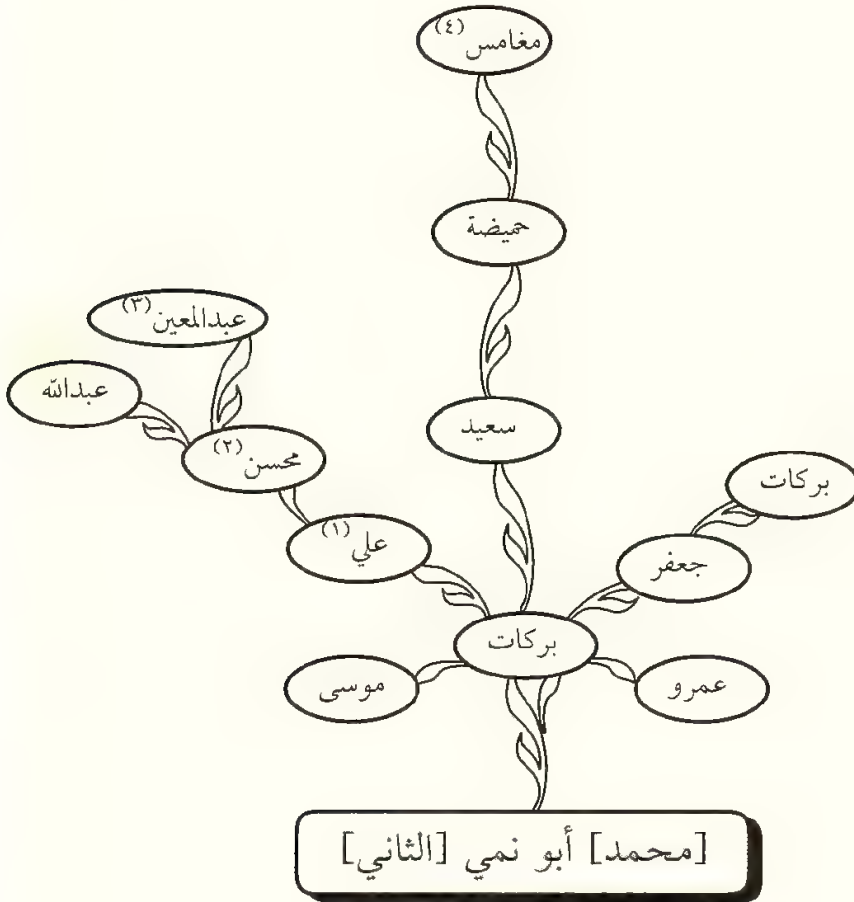 مغامس (٤)
حميضة
عبدالمعين (٣)
عبدالله
سعيد
محسن (٢)
بركات
علي (١)
جعفر
بركات
موسى
عمرو
[محمد] أبو نمي [الثاني]